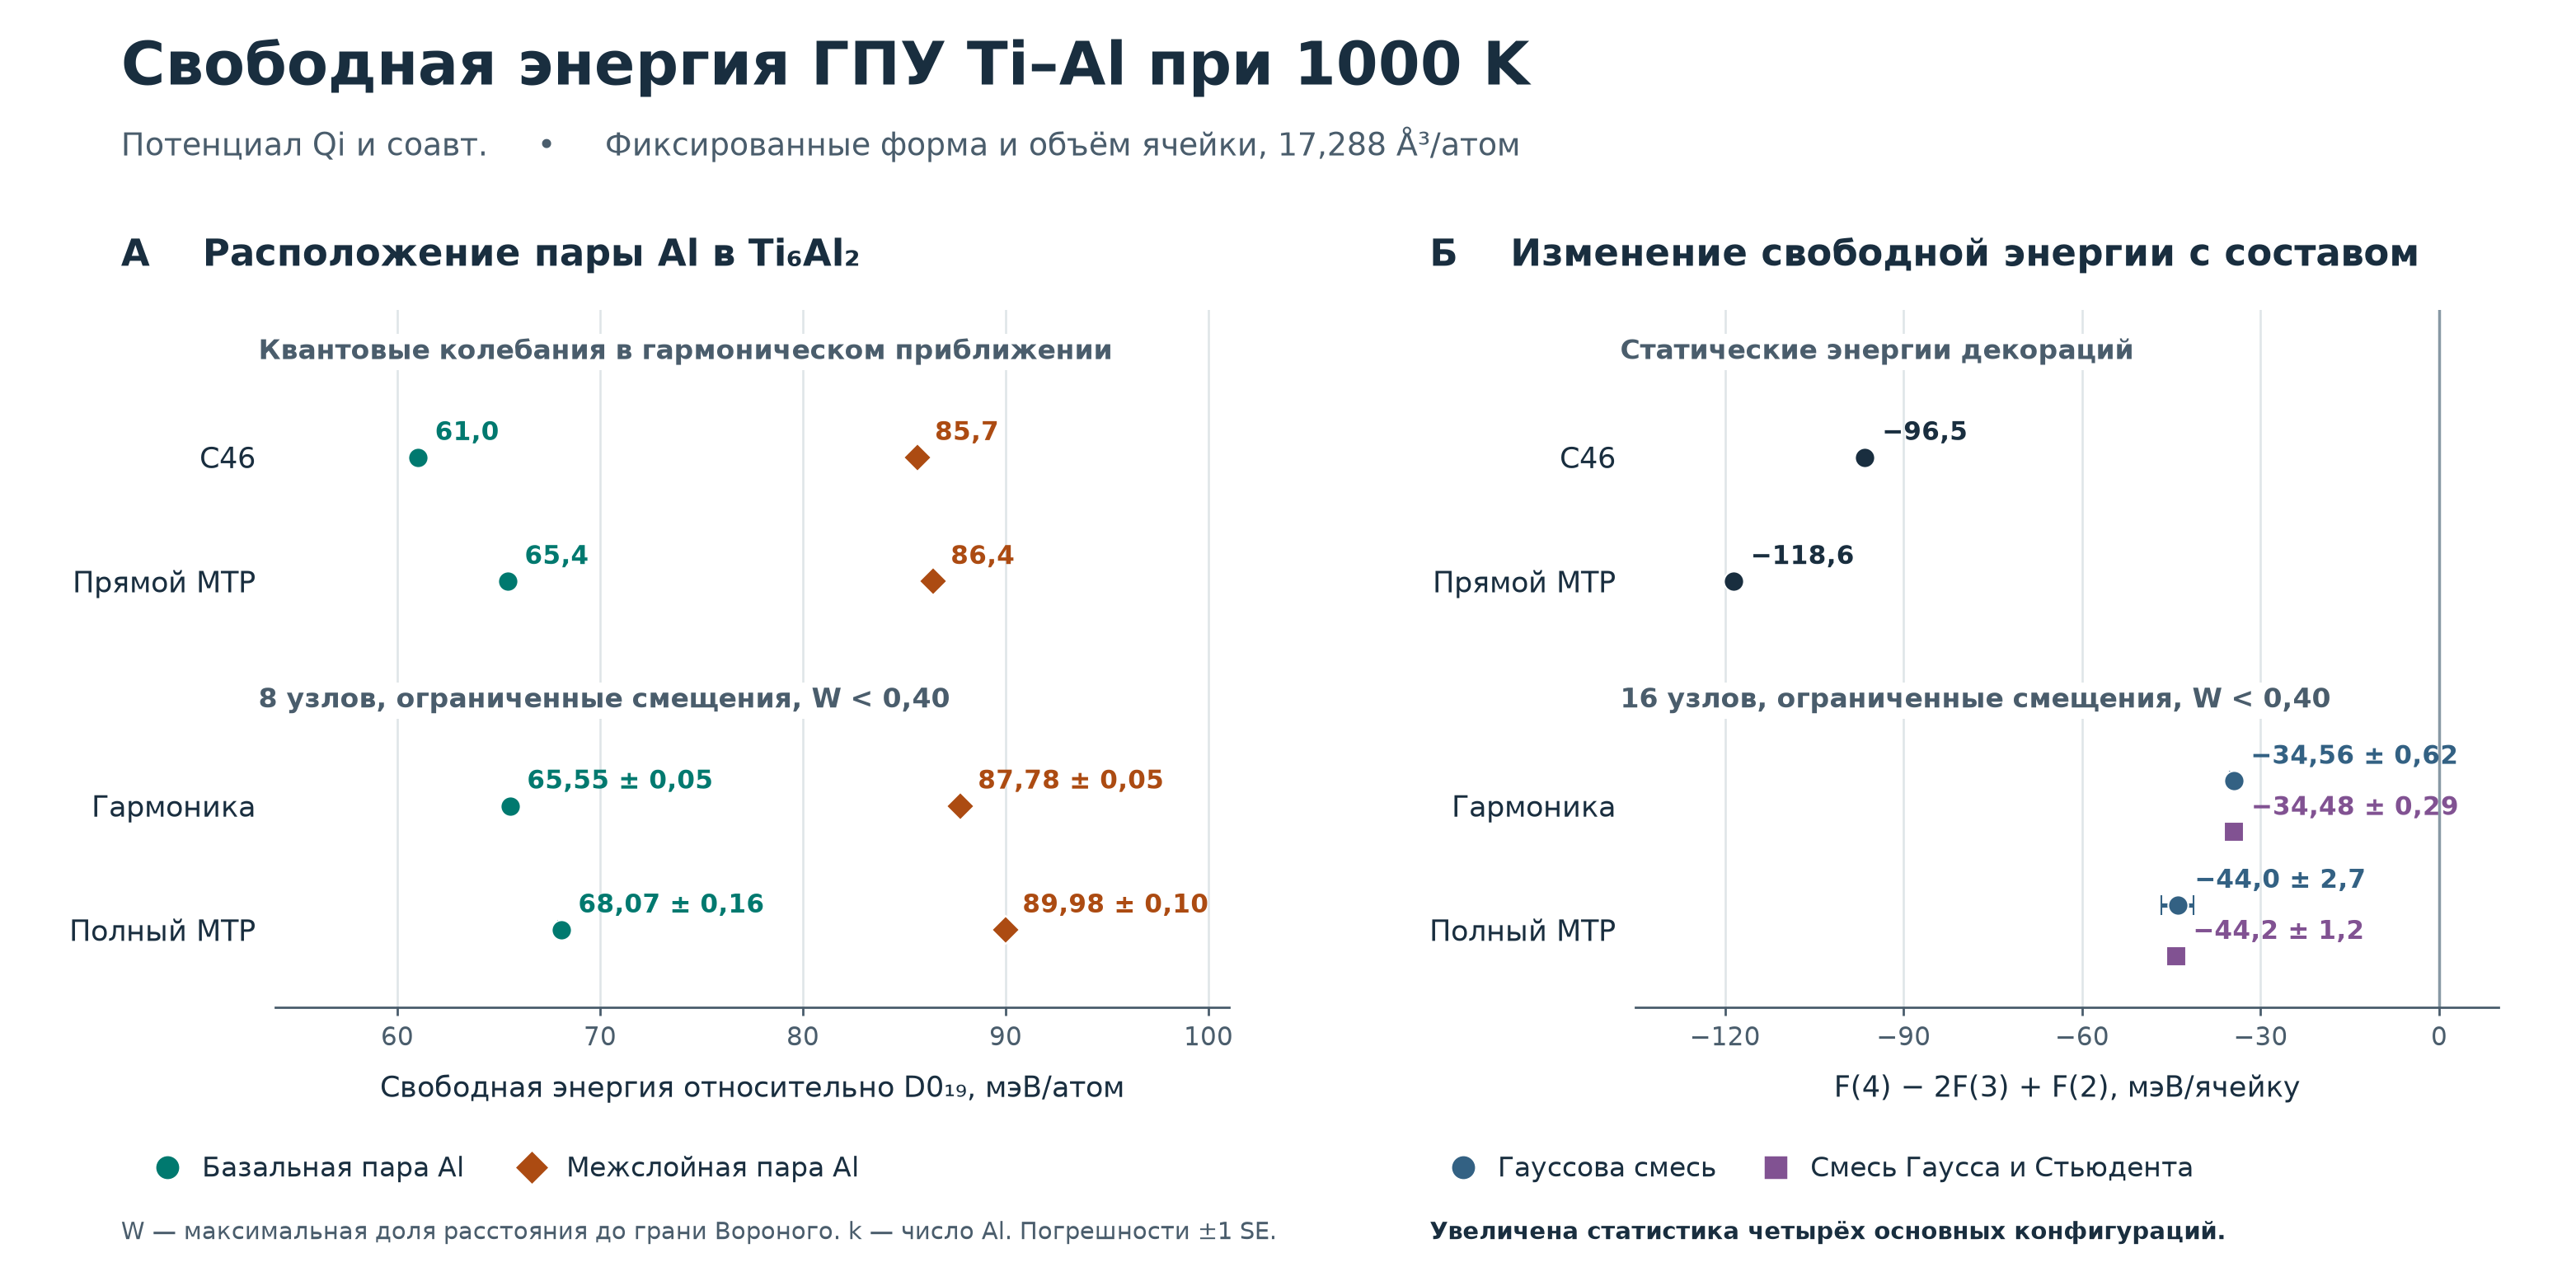 Свободная энергия ГПУ Ti–Al при 1000 K
Потенциал Qi и соавт. • Фиксированные форма и объём ячейки, 17,288 Å³/атом
А Расположение пары Al в Ti₆Al₂
Квантовые колебания в гармоническом приближении
C46
61,0
85,7
Прямой MTP
65,4
86,4
8 узлов, ограниченные смещения, W < 0,40
Гармоника
65,55 ± 0,05
87,78 ± 0,05
Полный MTP
68,07 ± 0,16
89,98 ± 0,10
60 70 80 90 100
Свободная энергия относительно D0₁₉, мэВ/атом
Базальная пара Al
Межслойная пара Al
W — максимальная доля расстояния до грани Вороного. k — число Al. Погрешности ±1 SE.
Б Изменение свободной энергии с составом
Статические энергии декораций
C46
−96,5
Прямой MTP
−118,6
16 узлов, ограниченные смещения, W < 0,40
Гармоника
−34,56 ± 0,62
−34,48 ± 0,29
Полный MTP
−44,0 ± 2,7
−44,2 ± 1,2
−120 −90 −60 −30 0
F(4) − 2F(3) + F(2), мэВ/ячейку
Гауссова смесь
Смесь Гаусса и Стьюдента
Увеличена статистика четырёх основных конфигураций.